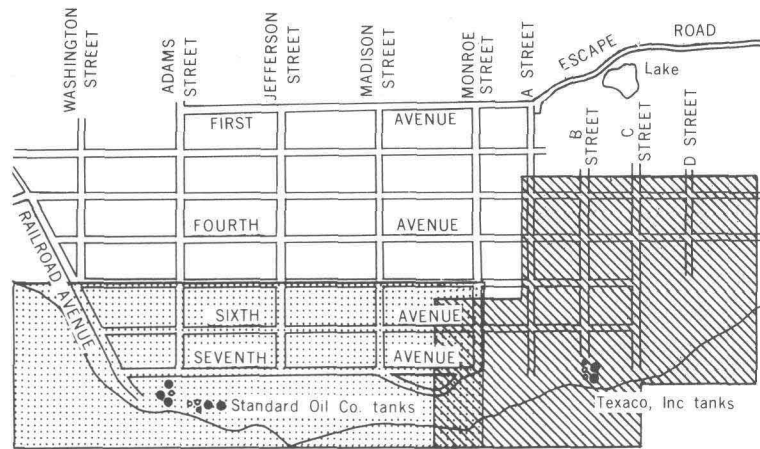 WASHINGTON
STREET
ADAMS
STREET
JEFFERSON
STREET
MADISON
STREET
MONROE
STREET
A STREET
ESCAPE ROAD
Lake
B
STREET
C
STREET
D STREET
FIRST AVENUE
FOURTH AVENUE
RAILROAD AVENUE
SIXTH AVENUE
SEVENTH AVENUE
Standard Oil Co. tanks
Texaco, Inc tanks